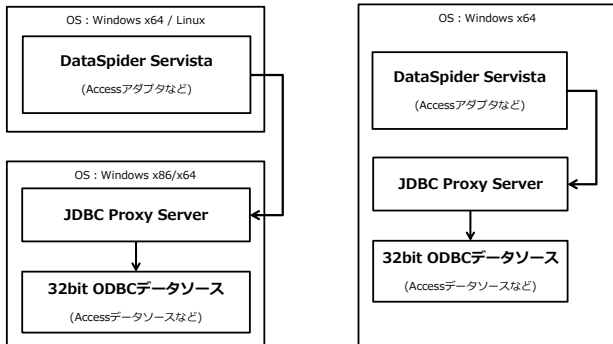 OS : Windows x64 / Linux
DataSpider Servista
(Accessアダプタなど)
OS : Windows x86/x64
JDBC Proxy Server
32bit ODBCデータソース
(Accessデータソースなど)
OS : Windows x64
DataSpider Servista
(Accessアダプタなど)
JDBC Proxy Server
32bit ODBCデータソース
(Accessデータソースなど)